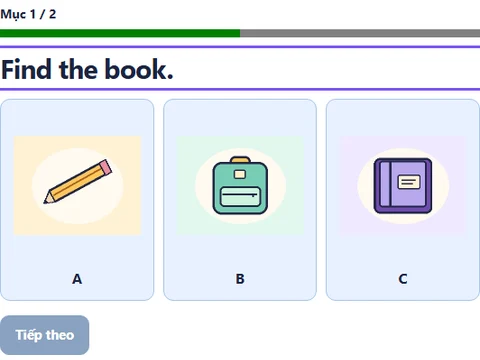 Mục 1 / 2
Find the book.
A
B
C
Tiếp theo